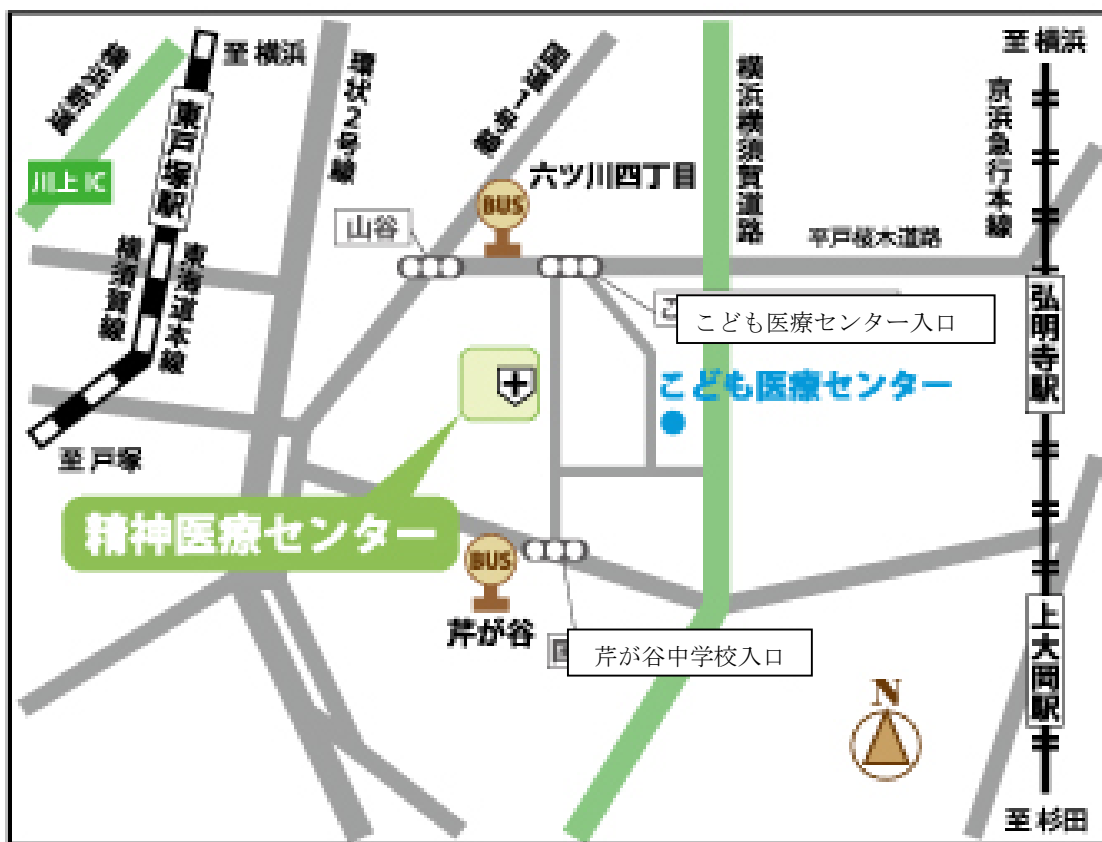 至 横浜
至 横浜
環状2号線
国道1号線
横浜新道
東戸塚駅
川上 IC
六ツ川四丁目
BUS
山谷
横浜横須賀道路
京浜急行本線
平戸桜木道路
横須賀線
東海道本線
こども医療センター入口
弘明寺駅
こども医療センター
至 戸塚
精神医療センター
BUS
芹が谷
芹が谷中学校入口
上大岡駅
N
至 杉田